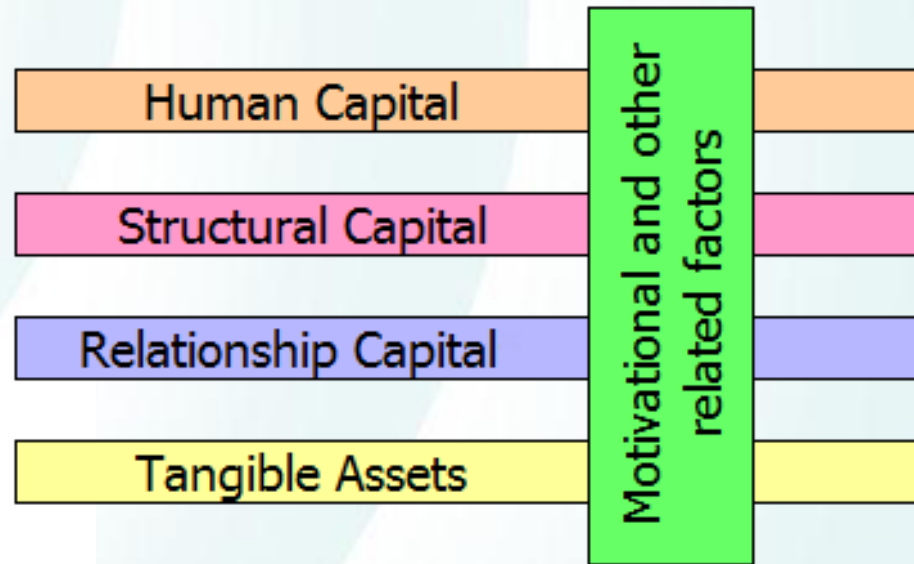 Human Capital
Structural Capital
Relationship Capital
Tangible Assets
Motivational and other
related factors